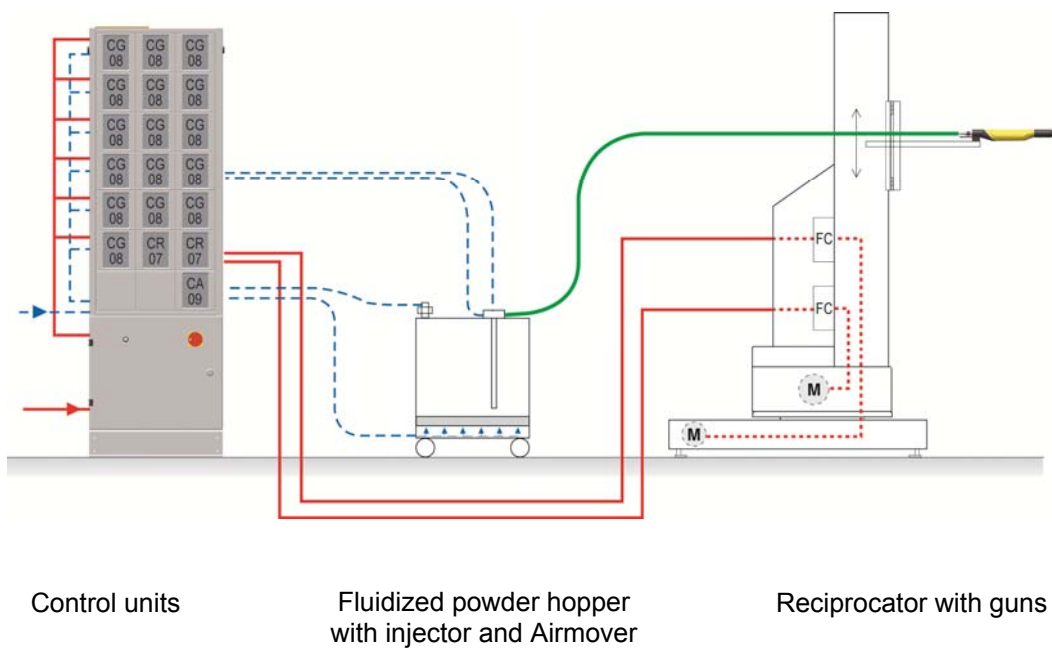 CG CG CG
08 08 08
CG CG CG
08 08 08
CG CG CG
08 08 08
CG CG CG
08 08 08
CG CG CG
08 08 08
CG CR CR
08 07 07
CA
09
FC
FC
M
M
Control units
Fluidized powder hopper
with injector and Airmover
Reciprocator with guns